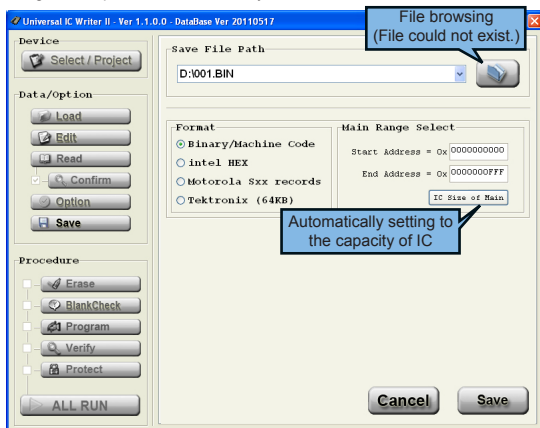 Universal IC Writer II - Ver 1.1.0.0 - DataBase Ver 20110517
File browsing
(File could not exist.)
Device
Select / Project
Save File Path
D:\001.BIN
Data/Option
Load
Edit
Read
Confirm
Option
Save
Format
Binary/Machine Code
intel HEX
Motorola Sxx records
Tektronix (64KB)
Main Range Select
Start Address = 0x 0000000000
End Address = 0x 0000000FFF
IC Size of Main
Automatically setting to
the capacity of IC
Procedure
Erase
BlankCheck
Program
Verify
Protect
ALL RUN
Cancel
Save